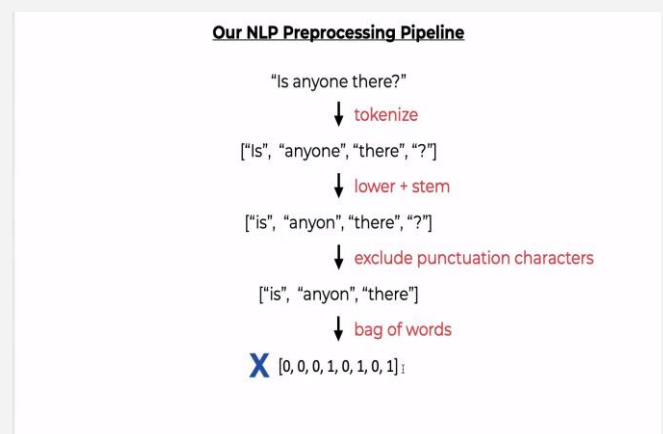 Our NLP Preprocessing Pipeline
“Is anyone there?”
tokenize
[“Is”, “anyone”, “there”, “?”]
lower + stem
[“is”, “anyon”, “there”, “?”]
exclude punctuation characters
[“is”, “anyon”, “there”]
bag of words
X [0, 0, 0, 1, 0, 1, 0, 1]